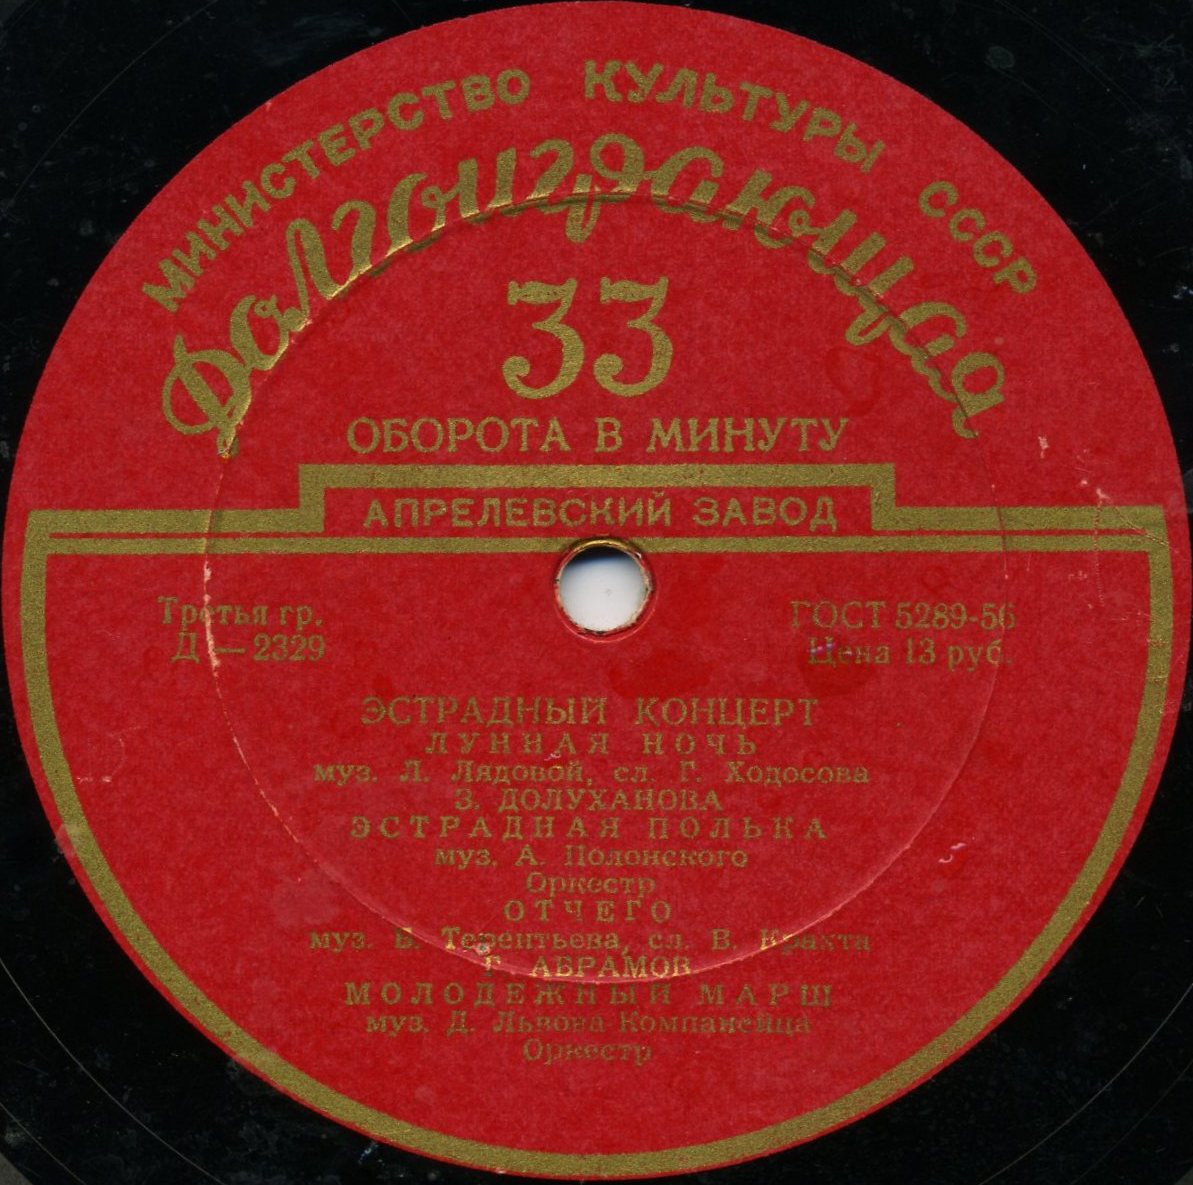 МИНИСТЕРСТВО КУЛЬТУРЫ СССР
Долгоиграющая
33
ОБОРОТА В МИНУТУ
АПРЕЛЕВСКИЙ ЗАВОД
Третья гр.
Д — 2329
ГОСТ 5289-56
Цена 13 руб.
ЭСТРАДНЫЙ КОНЦЕРТ
ЛУННАЯ НОЧЬ
муз. Л. Лядовой, сл. Г. Ходосова
З. ДОЛУХАНОВА
ЭСТРАДНАЯ ПОЛЬКА
муз. А. Полонского
Оркестр
ОТЧЕГО
муз. Б. Терентьева, сл. В. Крахта
Г. АБРАМОВ
МОЛОДЕЖНЫЙ МАРШ
муз. Д. Львова-Компанейца
Оркестр